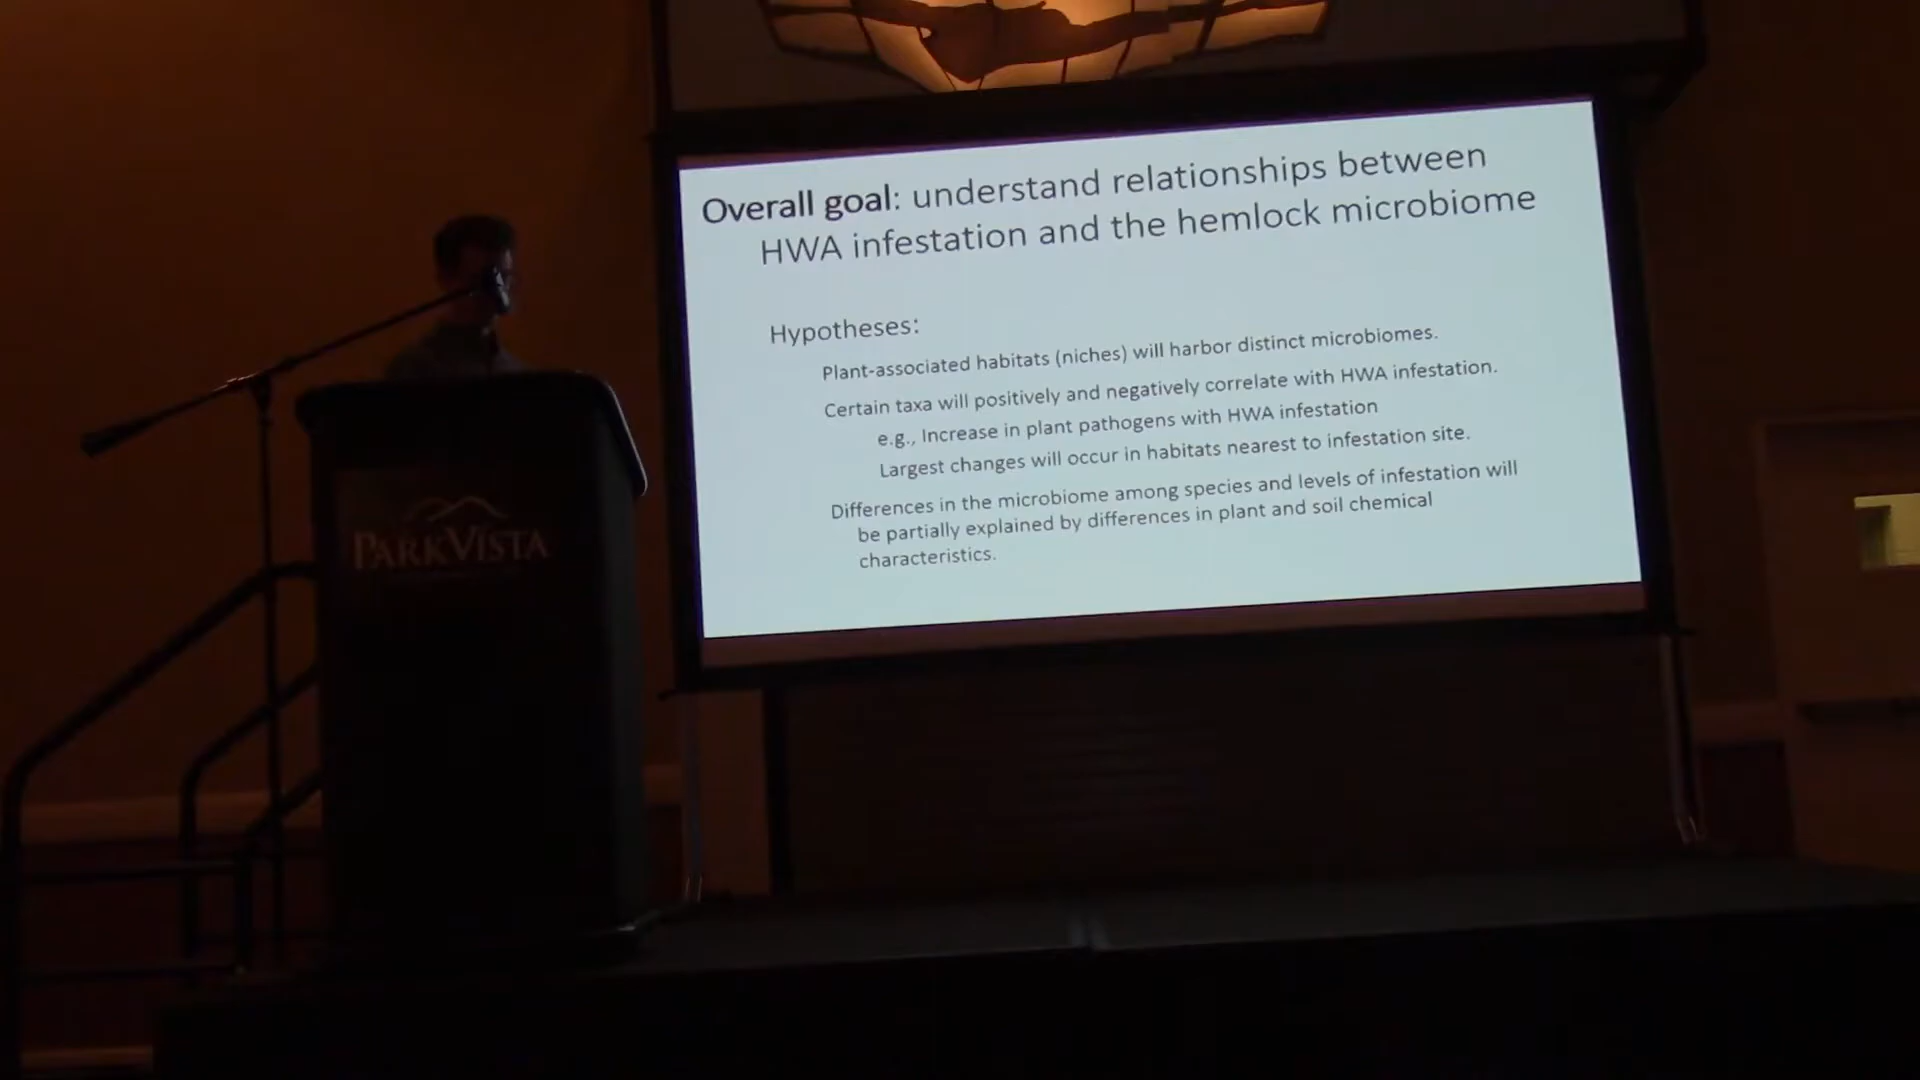 Overall goal: understand relationships between
HWA infestation and the hemlock microbiome
Hypotheses:
Plant-associated habitats (niches) will harbor distinct microbiomes.
Certain taxa will positively and negatively correlate with HWA infestation.
e.g., Increase in plant pathogens with HWA infestation
Largest changes will occur in habitats nearest to infestation site.
Differences in the microbiome among species and levels of infestation will
be partially explained by differences in plant and soil chemical
characteristics.
PARKVISTA